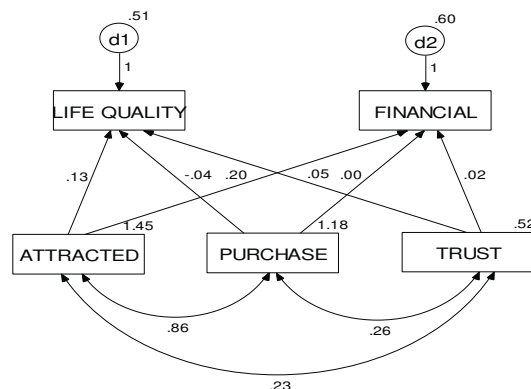 .51
d1
1
LIFE QUALITY
.60
d2
1
FINANCIAL
.13
-.04
.20
.05
.00
.02
1.45
ATTRACTED
1.18
PURCHASE
.52
TRUST
.86
.26
.23